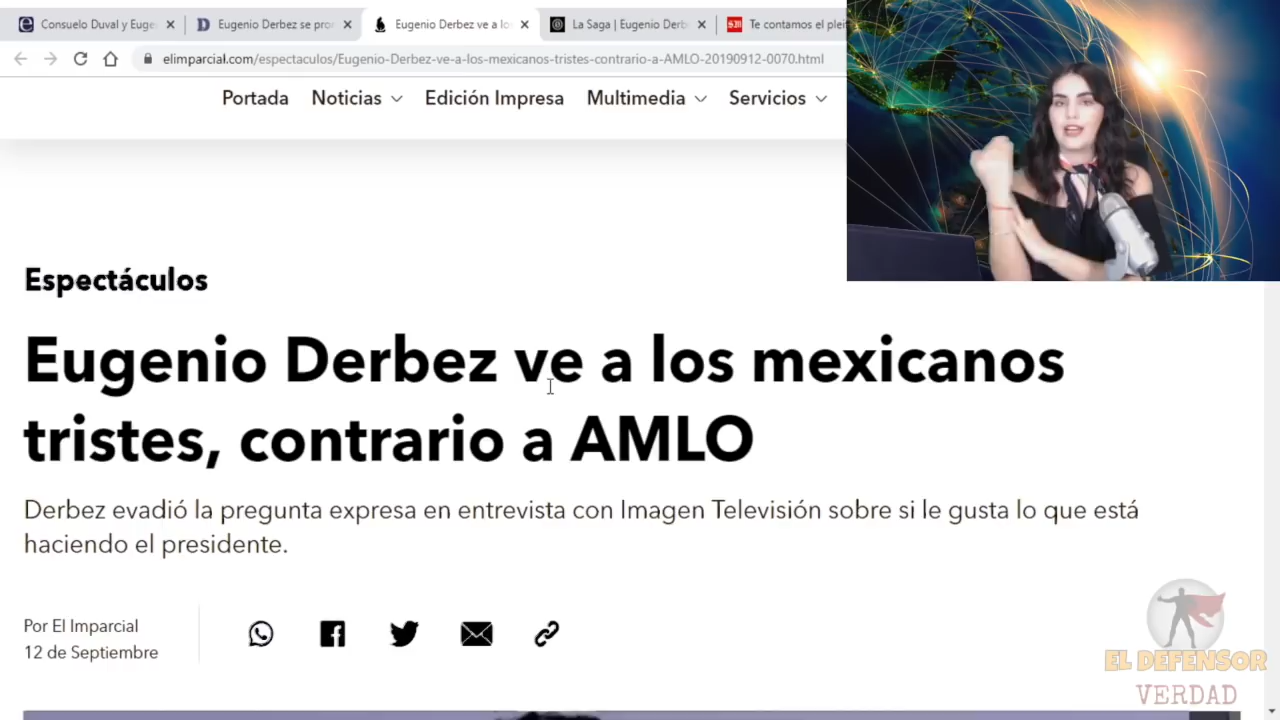 Consuelo Duval y Euge
Eugenio Derbez se pro
Eugenio Derbez ve a lo
La Saga | Eugenio Derb
Te contamos el plei
elimparcial.com/espectaculos/Eugenio-Derbez-ve-a-los-mexicanos-tristes-contrario-a-AMLO-20190912-0070.html
Portada Noticias Edición Impresa Multimedia Servicios
Espectáculos
Eugenio Derbez ve a los mexicanos
tristes, contrario a AMLO
Derbez evadió la pregunta expresa en entrevista con Imagen Televisión sobre si le gusta lo que está
haciendo el presidente.
Por El Imparcial
12 de Septiembre
EL DEFENSOR
VERDAD